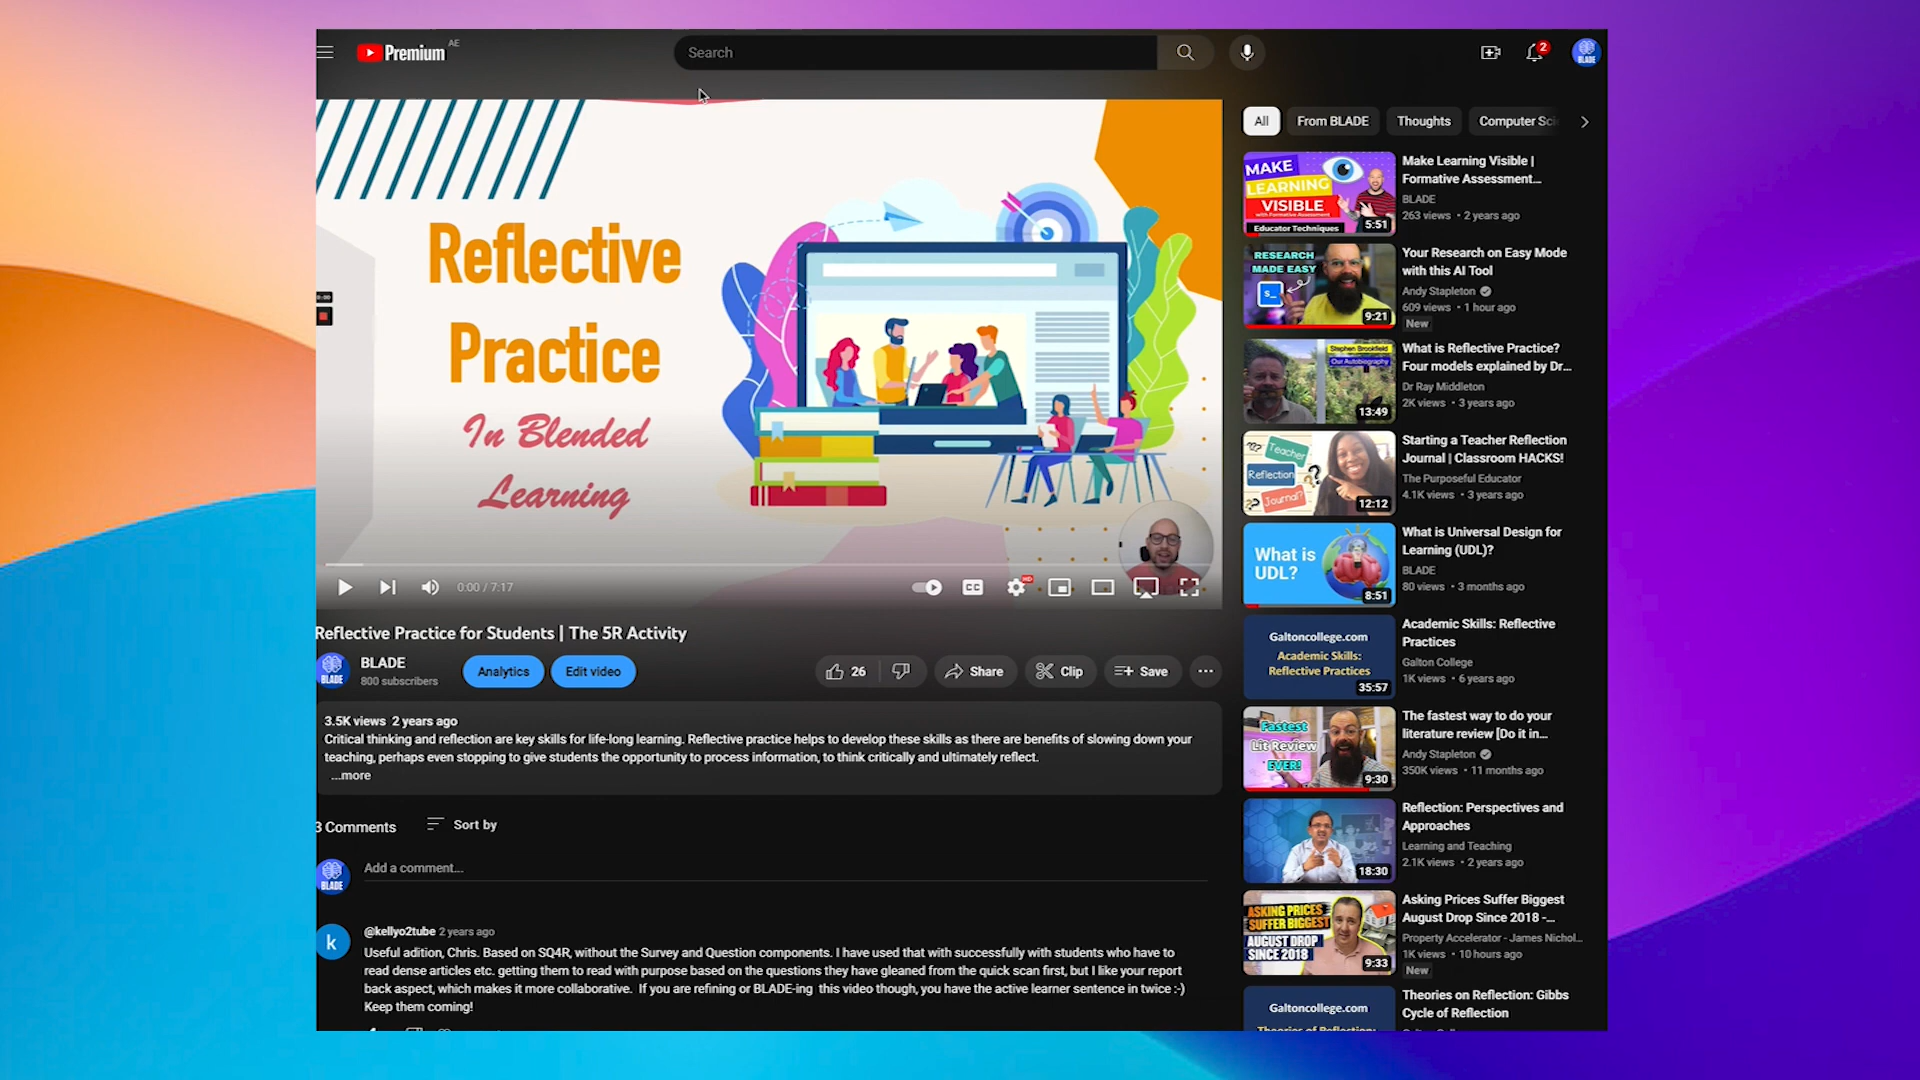 Premium AE
Search
2
BLADE
Reflective
Practice
In Blended
Learning
0:00 / 7:17
CC
HD
Reflective Practice for Students | The 5R Activity
BLADE
BLADE
800 subscribers
Analytics
Edit video
26
Share
Clip
Save
3.5K views 2 years ago
Critical thinking and reflection are key skills for life-long learning. Reflective practice helps to develop these skills as there are benefits of slowing down your
teaching, perhaps even stopping to give students the opportunity to process information, to think critically and ultimately reflect.
...more
3 Comments
Sort by
BLADE
Add a comment...
k
@kellyo2tube 2 years ago
Useful adition, Chris. Based on SQ4R, without the Survey and Question components. I have used that with successfully with students who have to
read dense articles etc. getting them to read with purpose based on the questions they have gleaned from the quick scan first, but I like your report
back aspect, which makes it more collaborative. If you are refining or BLADE-ing this video though, you have the active learner sentence in twice :-)
Keep them coming!
All
From BLADE
Thoughts
Computer Sci
MAKE
LEARNING
VISIBLE
with Formative Assessment
Educator Techniques
5:51
Make Learning Visible |
Formative Assessment...
BLADE
263 views • 2 years ago
RESEARCH
MADE EASY
9:21
Your Research on Easy Mode
with this AI Tool
Andy Stapleton
609 views • 1 hour ago
New
Stephen Brookfield
Our Autobiography
13:49
What is Reflective Practice?
Four models explained by Dr...
Dr Ray Middleton
2K views • 3 years ago
Teacher
Reflection
Journal?
12:12
Starting a Teacher Reflection
Journal | Classroom HACKS!
The Purposeful Educator
4.1K views • 3 years ago
What is
UDL?
8:51
What is Universal Design for
Learning (UDL)?
BLADE
80 views • 3 months ago
Galtoncollege.com
Academic Skills:
Reflective Practices
35:57
Academic Skills: Reflective
Practices
Galton College
1K views • 6 years ago
Fastest
Lit Review
EVER!
9:30
The fastest way to do your
literature review [Do it in...
Andy Stapleton
350K views • 11 months ago
18:30
Reflection: Perspectives and
Approaches
Learning and Teaching
2.1K views • 2 years ago
ASKING PRICES
SUFFER BIGGEST
AUGUST DROP
SINCE 2018
9:33
Asking Prices Suffer Biggest
August Drop Since 2018 -...
Property Accelerator - James Nichol...
1K views • 10 hours ago
New
Galtoncollege.com
Theories of Reflection:
Theories on Reflection: Gibbs
Cycle of Reflection